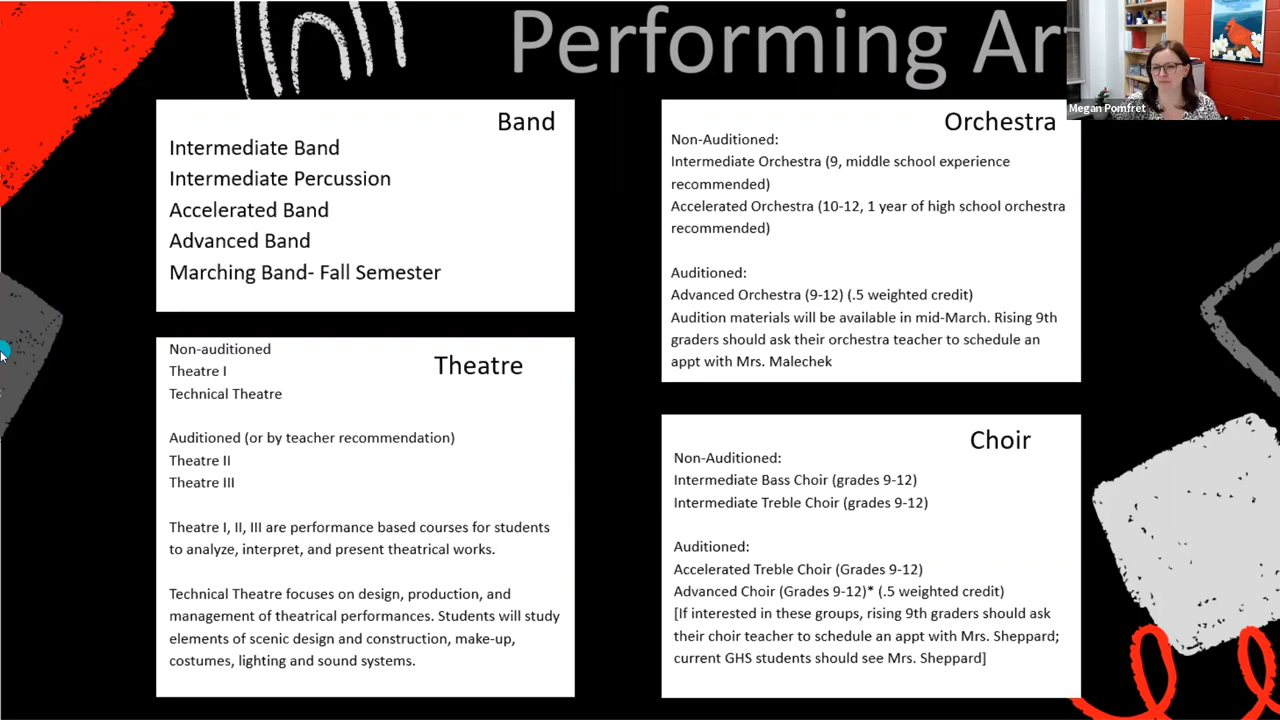 Performing Ar
Megan Pomfret
Band
Intermediate Band
Intermediate Percussion
Accelerated Band
Advanced Band
Marching Band- Fall Semester
Orchestra
Non-Auditioned:
Intermediate Orchestra (9, middle school experience
recommended)
Accelerated Orchestra (10-12, 1 year of high school orchestra
recommended)
Auditioned:
Advanced Orchestra (9-12) (.5 weighted credit)
Audition materials will be available in mid-March. Rising 9th
graders should ask their orchestra teacher to schedule an
appt with Mrs. Malechek
Theatre
Non-auditioned
Theatre I
Technical Theatre
Auditioned (or by teacher recommendation)
Theatre II
Theatre III
Theatre I, II, III are performance based courses for students
to analyze, interpret, and present theatrical works.
Technical Theatre focuses on design, production, and
management of theatrical performances. Students will study
elements of scenic design and construction, make-up,
costumes, lighting and sound systems.
Choir
Non-Auditioned:
Intermediate Bass Choir (grades 9-12)
Intermediate Treble Choir (grades 9-12)
Auditioned:
Accelerated Treble Choir (Grades 9-12)
Advanced Choir (Grades 9-12)* (.5 weighted credit)
[If interested in these groups, rising 9th graders should ask
their choir teacher to schedule an appt with Mrs. Sheppard;
current GHS students should see Mrs. Sheppard]